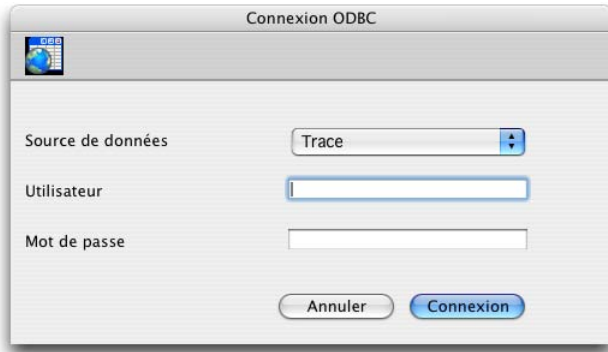 Connexion ODBC
Source de données
Trace
Utilisateur
Mot de passe
Annuler
Connexion